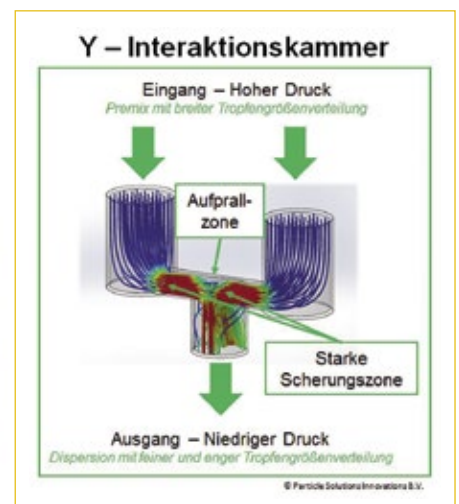 Y – Interaktionskammer
Eingang – Hoher Druck
Premix mit breiter Tropfengrößenverteilung
Aufprall-
zone
Starke
Scherungszone
Ausgang – Niedriger Druck
Dispersion mit feiner und enger Tropfengrößenverteilung
© Particle Solutions Innovations B.V.